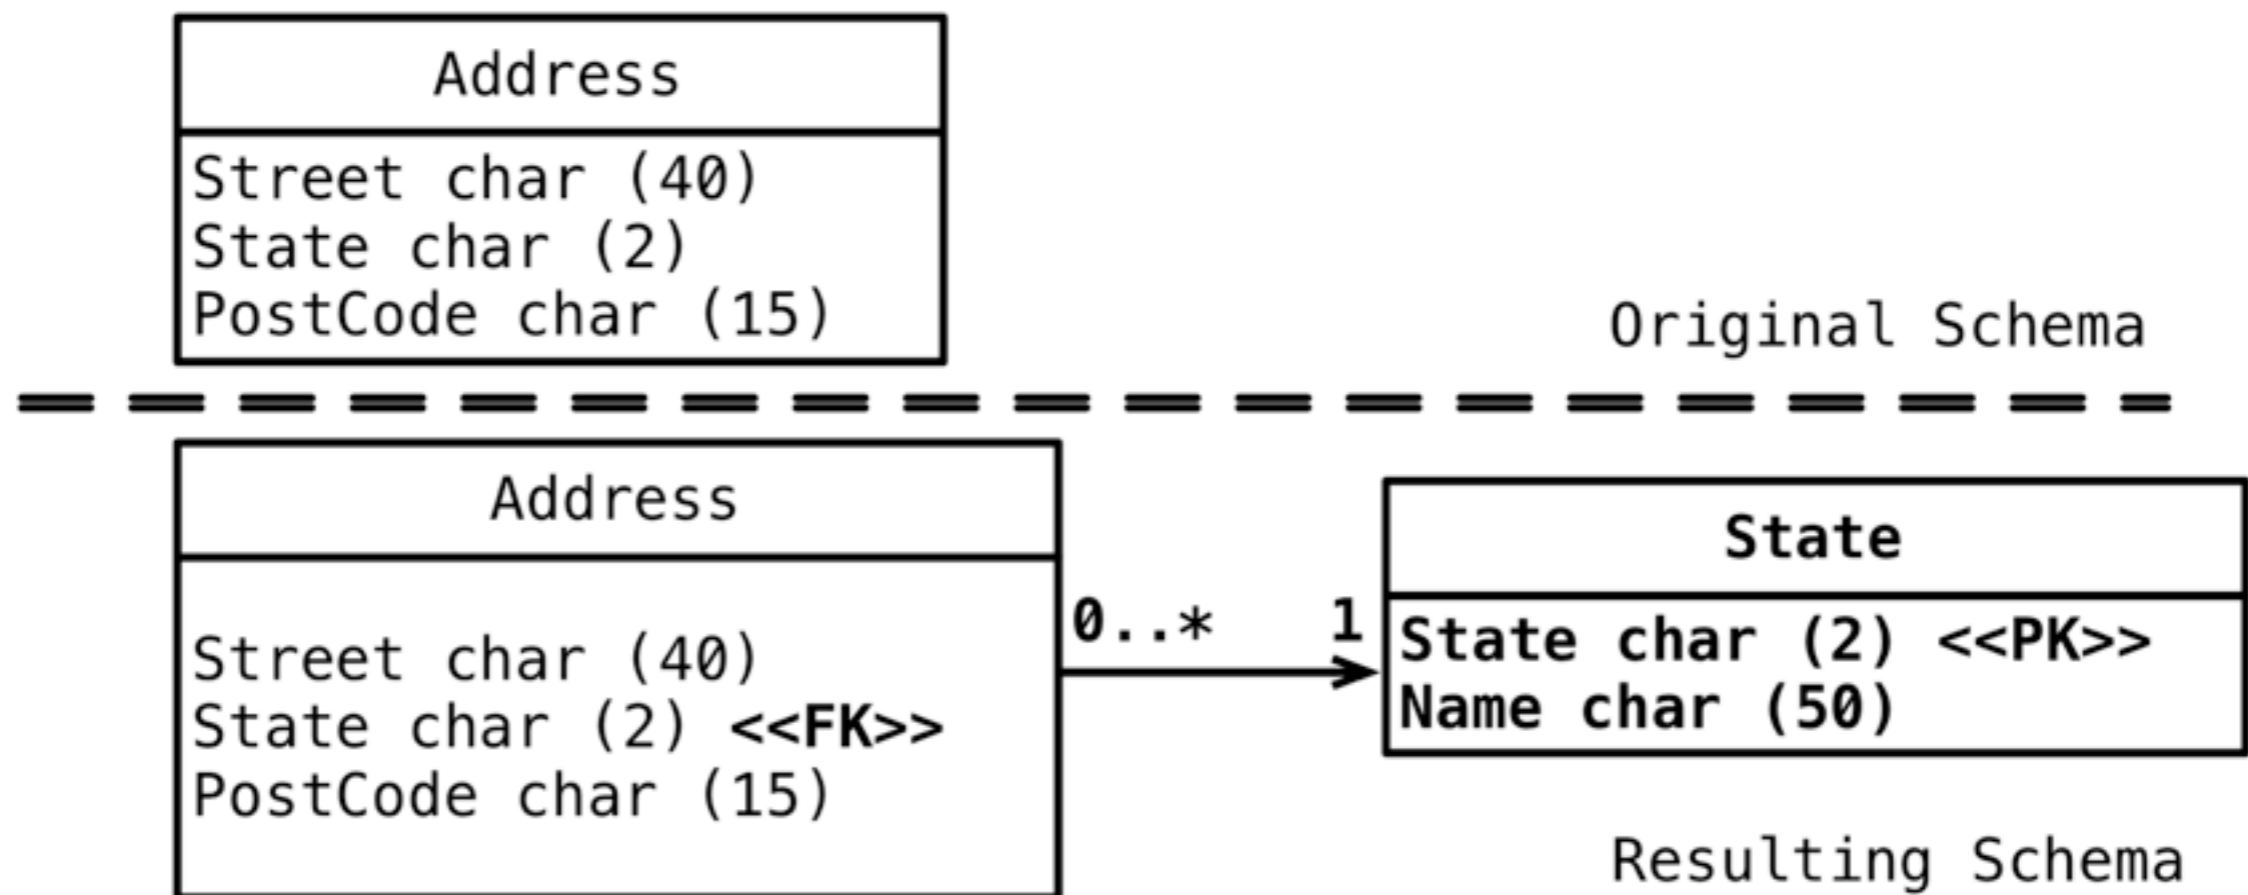 Address
Street char (40)
State char (2)
PostCode char (15)
Original Schema
Address
Street char (40)
State char (2) <<FK>>
PostCode char (15)
0..* 1
State
State char (2) <<PK>>
Name char (50)
Resulting Schema